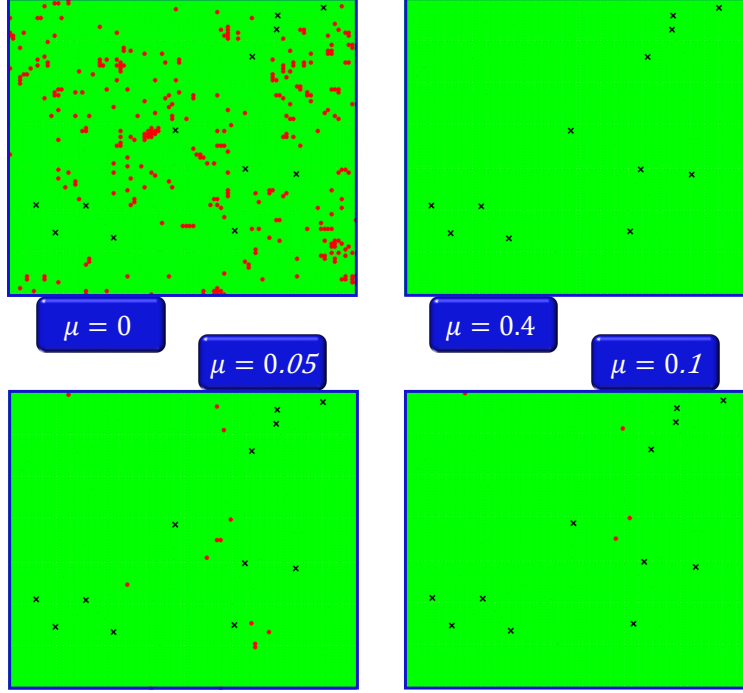 μ = 0
μ = 0.4
μ = 0.05
μ = 0.1